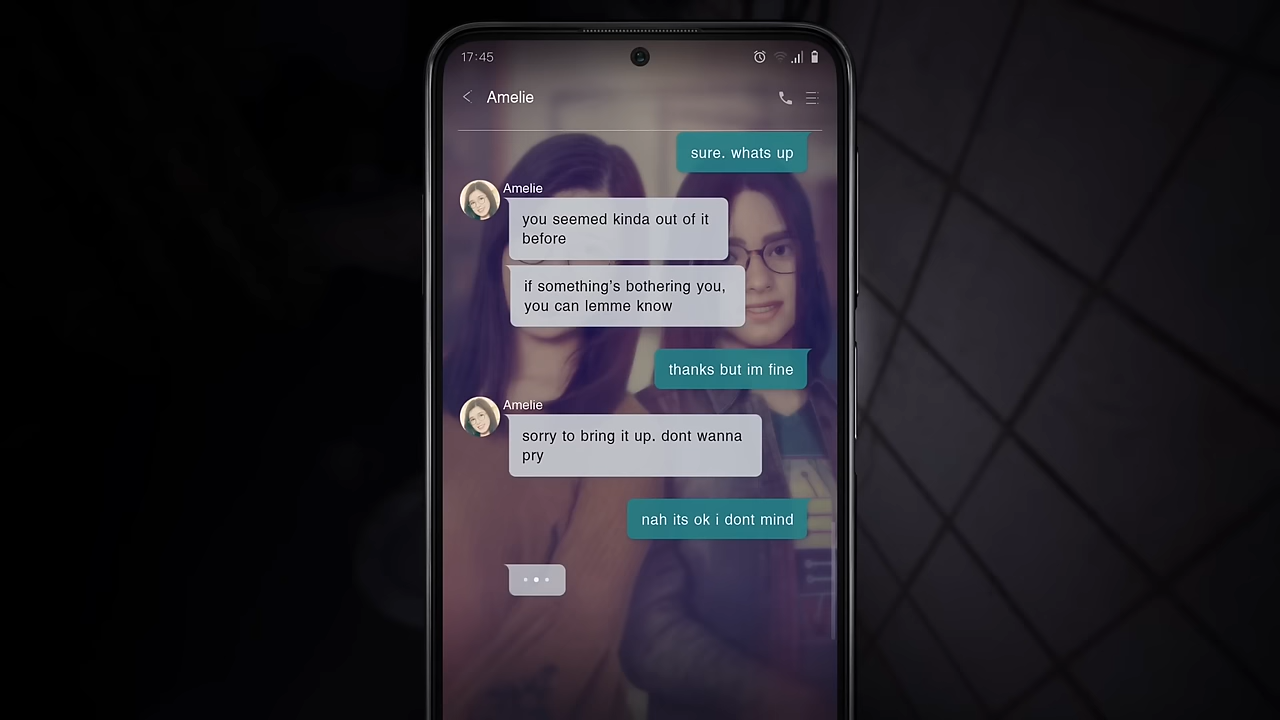 17:45
Amelie
sure. whats up
Amelie
you seemed kinda out of it
before
if something's bothering you,
you can lemme know
thanks but im fine
Amelie
sorry to bring it up. dont wanna
pry
nah its ok i dont mind